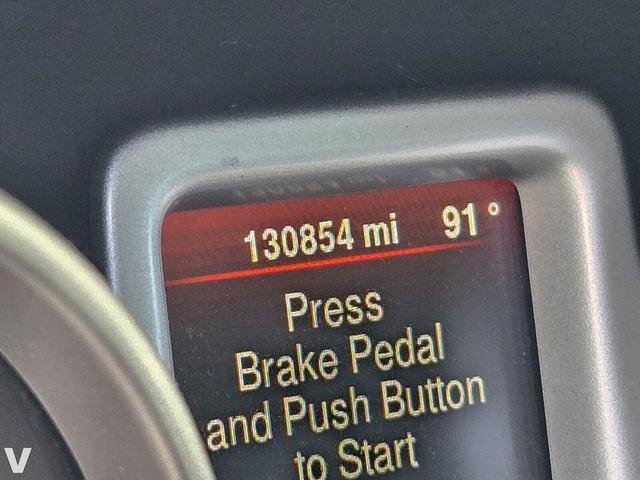 130854 mi 91°
Press
Brake Pedal
and Push Button
to Start
V